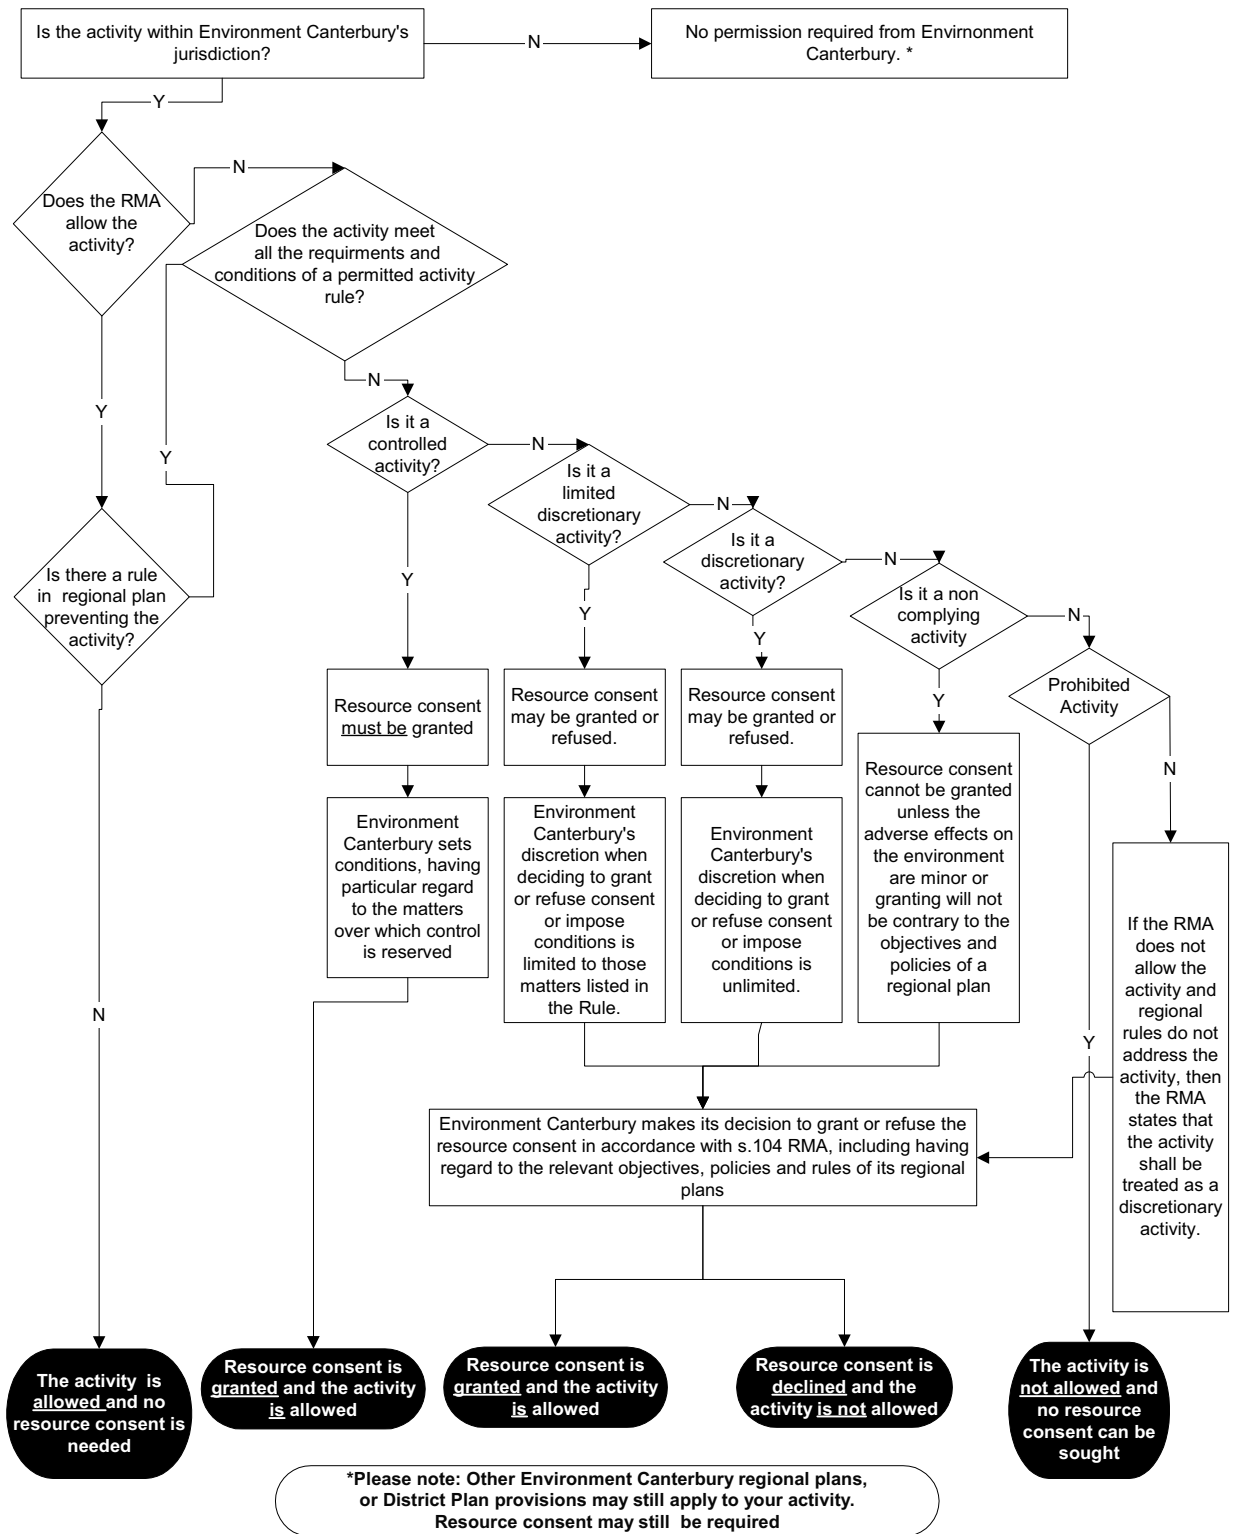 Is the activity within Environment Canterbury's
jurisdiction?
N
No permission required from Envirnonment
Canterbury. *
Y
Does the RMA
allow the
activity?
N
Does the activity meet
all the requirments and
conditions of a permitted activity
rule?
Y
Y
N
Is it a
controlled
activity?
N
Is it a
limited
discretionary
activity?
N
Is it a
discretionary
activity?
N
Is it a non
complying
activity
N
Prohibited
Activity
Is there a rule
in regional plan
preventing the
activity?
Y
Y
Y
Y
N
Resource consent
must be granted
Resource consent
may be granted or
refused.
Resource consent
may be granted or
refused.
Resource consent
cannot be granted
unless the
adverse effects on
the environment
are minor or
granting will not
be contrary to the
objectives and
policies of a
regional plan
Environment
Canterbury sets
conditions, having
particular regard
to the matters
over which control
is reserved
Environment
Canterbury's
discretion when
deciding to grant
or refuse consent
or impose
conditions is
limited to those
matters listed in
the Rule.
Environment
Canterbury's
discretion when
deciding to grant
or refuse consent
or impose
conditions is
unlimited.
If the RMA
does not
allow the
activity and
regional
rules do not
address the
activity, then
the RMA
states that
the activity
shall be
treated as a
discretionary
activity.
N
Y
Environment Canterbury makes its decision to grant or refuse the
resource consent in accordance with s.104 RMA, including having
regard to the relevant objectives, policies and rules of its regional
plans
The activity is
allowed and no
resource consent is
needed
Resource consent is
granted and the activity
is allowed
Resource consent is
granted and the activity
is allowed
Resource consent is
declined and the
activity is not allowed
The activity is
not allowed and
no resource
consent can be
sought
*Please note: Other Environment Canterbury regional plans,
or District Plan provisions may still apply to your activity.
Resource consent may still be required